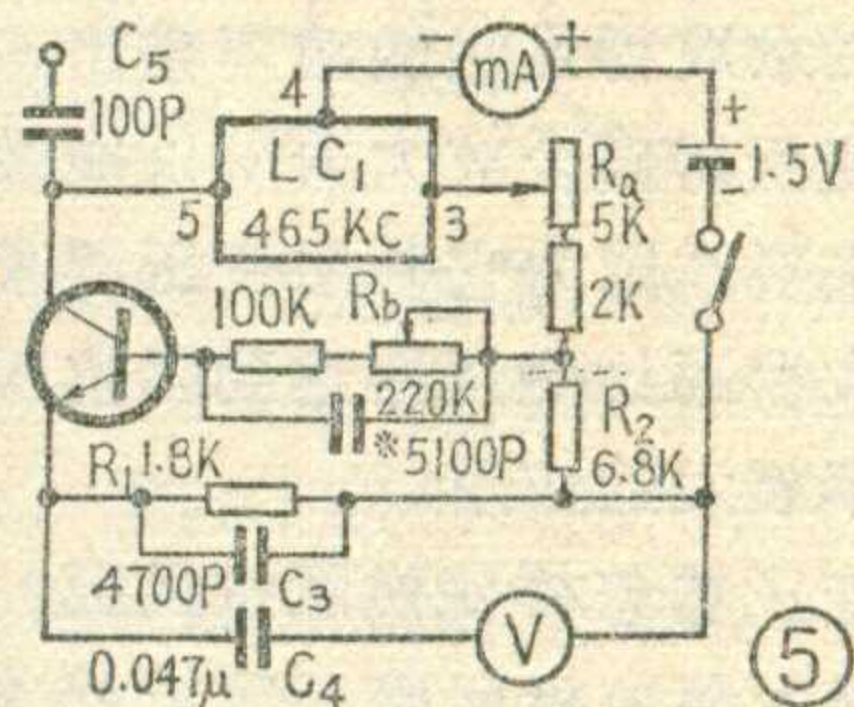 C5
100P
4
− mA +
+
1.5V
−
LC1
5 465KC 3
Ra
5K
2K
100K Rb
220K
※5100P
R2
6.8K
R1 1.8K
4700P C3
0.047μ C4
V
⑤